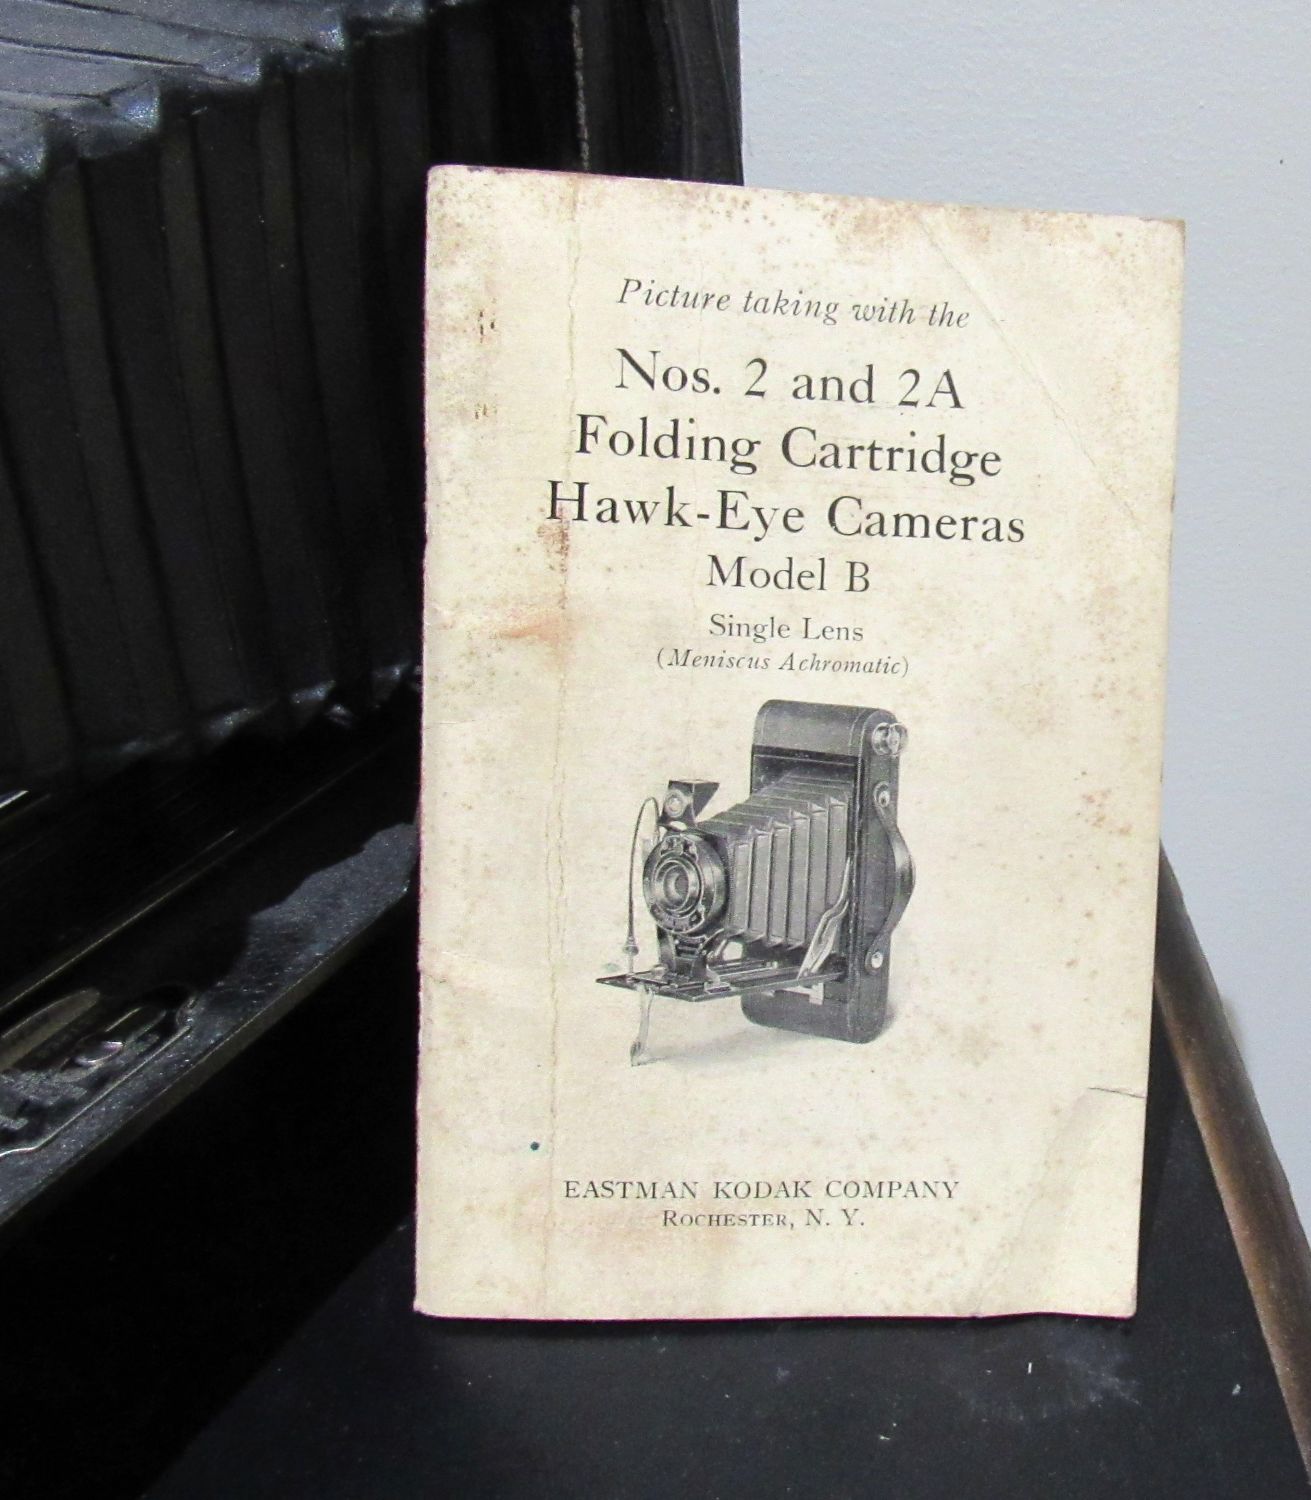 Picture taking with the
Nos. 2 and 2A
Folding Cartridge
Hawk-Eye Cameras
Model B
Single Lens
(Meniscus Achromatic)
EASTMAN KODAK COMPANY
ROCHESTER, N. Y.